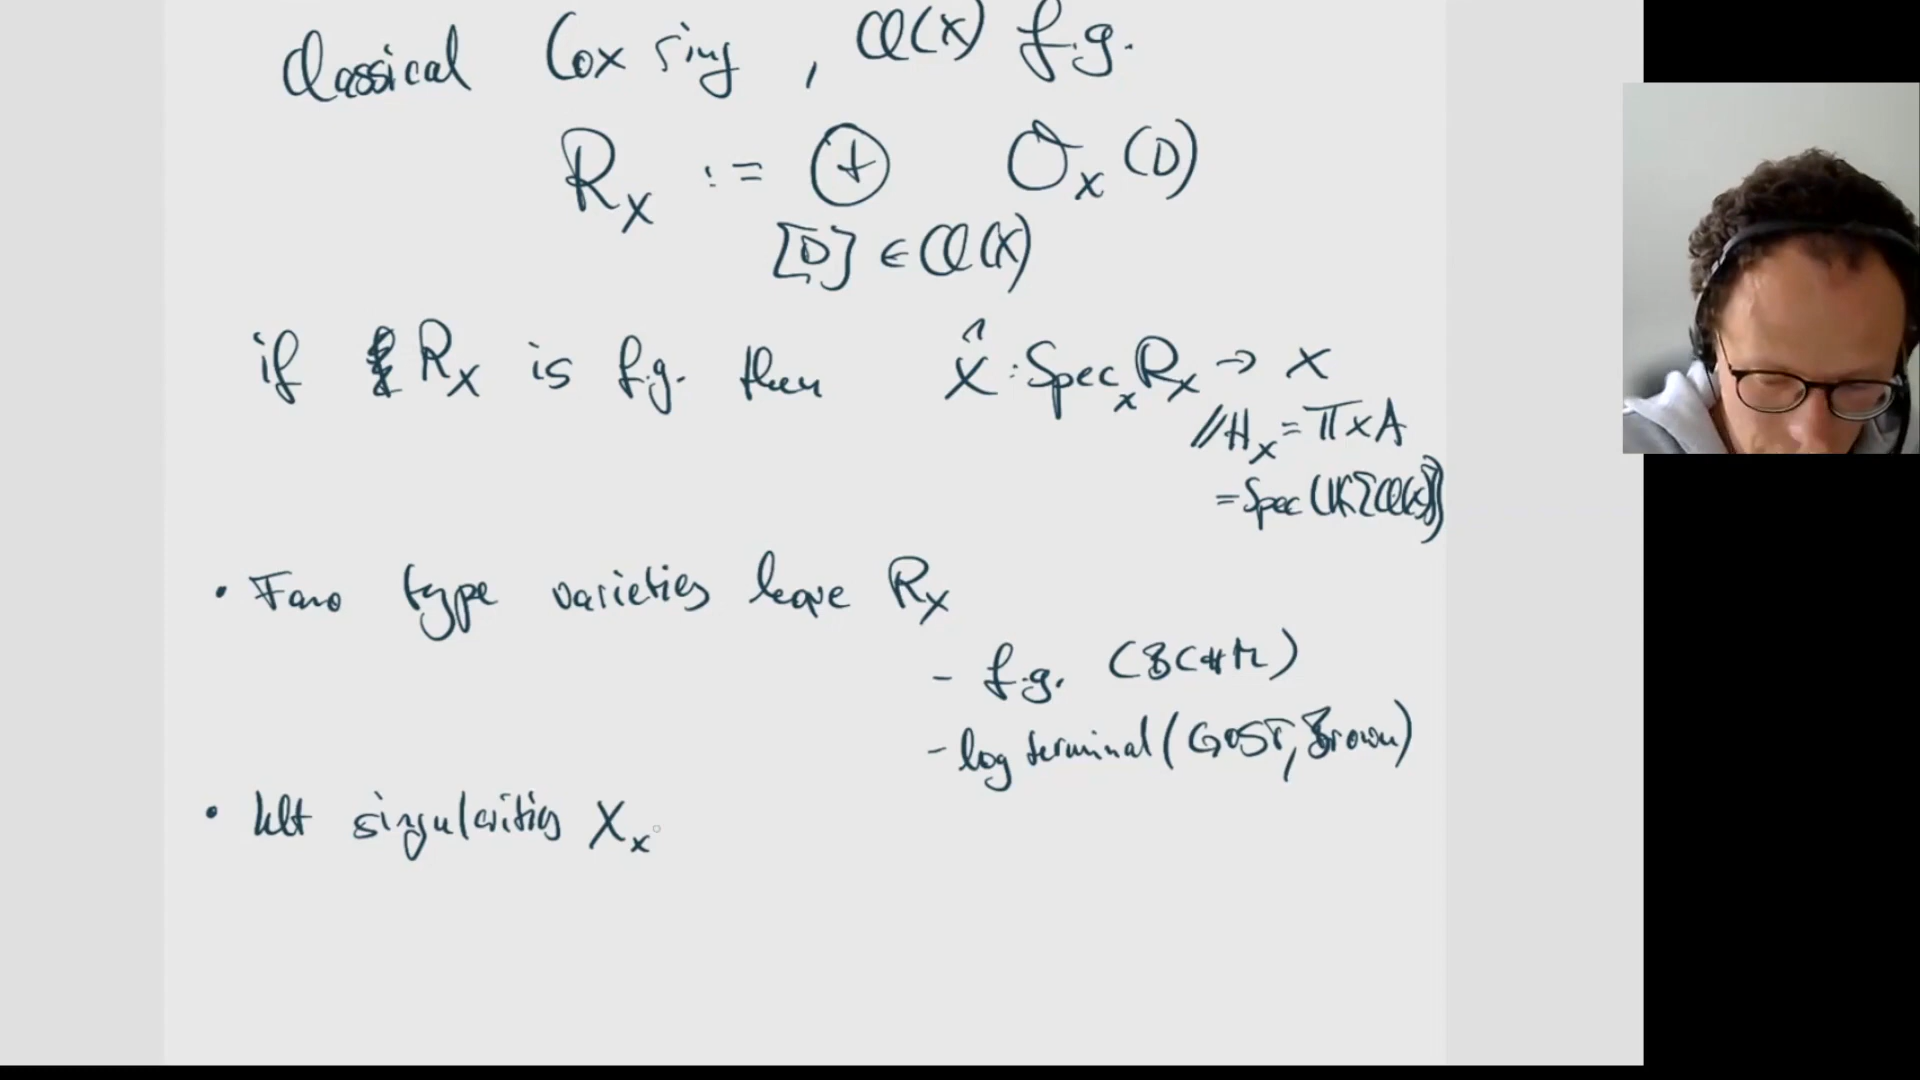 Classical Cox ring, Cl(X) f.g.
R_X := ⊕ O_X(D)
[D] ∈ Cl(X)
if R_X is f.g. then X̂ : Spec_X R_X → X
//H_X = 𝕋 x A
= Spec(𝕂[Cl(X)])
• Fano type varieties have R_X
- f.g. (BCHM)
- log terminal (GOST, Brown)
• klt singularities X_x